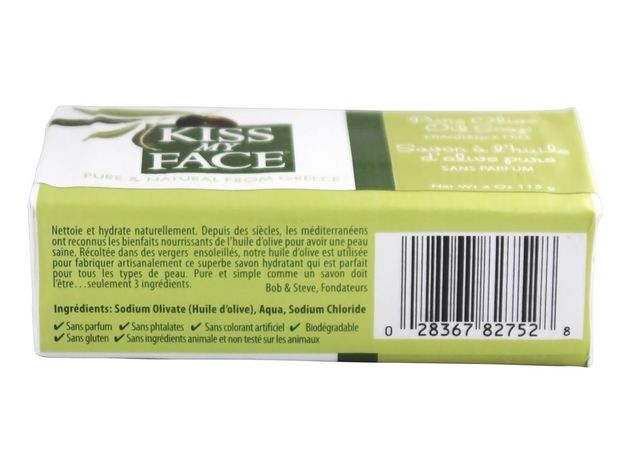 KISS
MY
FACE
PURE & NATURAL FROM GREECE
Pure Olive
Oil Soap
FRAGRANCE FREE
Savon à l'huile
d'olive pure
SANS PARFUM
Net Wt 4 Oz 115 g
Nettoie et hydrate naturellement. Depuis des siècles, les méditerranéens
ont reconnus les bienfaits nourrissants de l'huile d'olive pour avoir une peau
saine. Récoltée dans des vergers ensoleillés, notre huile d'olive est utilisée
pour fabriquer artisanalement ce superbe savon hydratant qui est parfait
pour tous les types de peau. Pure et simple comme un savon doit
l'être…seulement 3 ingrédients.
Bob & Steve, Fondateurs
Ingrédients: Sodium Olivate (Huile d'olive), Aqua, Sodium Chloride
✔ Sans parfum ✔ Sans phtalates ✔ Sans colorant artificiel ✔ Biodégradable
✔ Sans gluten ✔ Sans ingrédients animale et non testé sur les animaux
0 28367 82752 8